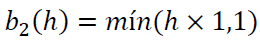 b₂(h) = mín(h × 1,1)